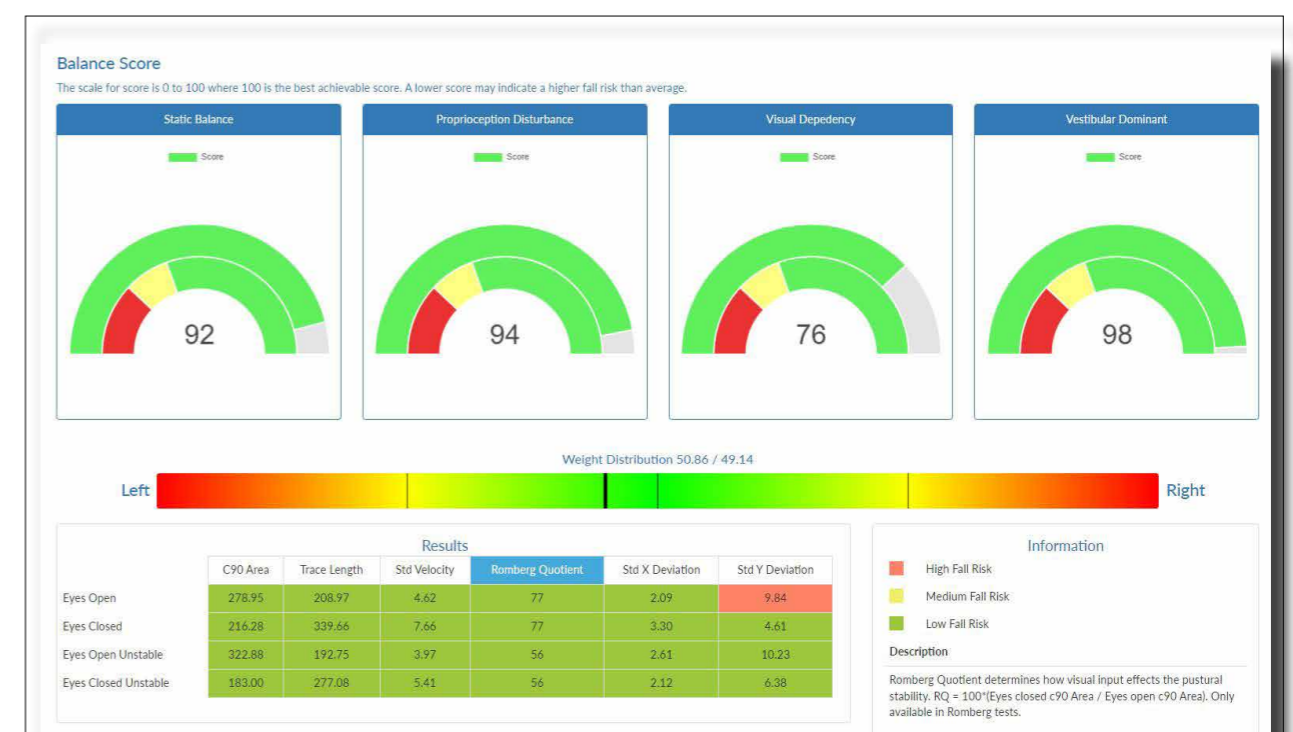 Balance Score
The scale for score is 0 to 100 where 100 is the best achievable score. A lower score may indicate a higher fall risk than average.
Static Balance
Score
92
Proprioception Disturbance
Score
94
Visual Depedency
Score
76
Vestibular Dominant
Score
98
Weight Distribution 50.86 / 49.14
Left
Right
Results
C90 Area Trace Length Std Velocity Romberg Quotient Std X Deviation Std Y Deviation
Eyes Open 278.95 208.97 4.62 77 2.09 9.84
Eyes Closed 216.28 339.66 7.66 77 3.30 4.61
Eyes Open Unstable 322.88 192.75 3.97 56 2.61 10.23
Eyes Closed Unstable 183.00 277.08 5.41 56 2.12 6.38
Information
High Fall Risk
Medium Fall Risk
Low Fall Risk
Description
Romberg Quotient determines how visual input effects the pustural
stability. RQ = 100*(Eyes closed c90 Area / Eyes open c90 Area). Only
available in Romberg tests.